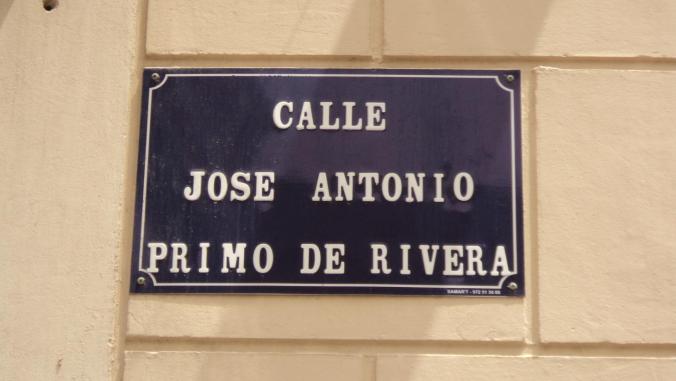 CALLE
JOSE ANTONIO
PRIMO DE RIVERA